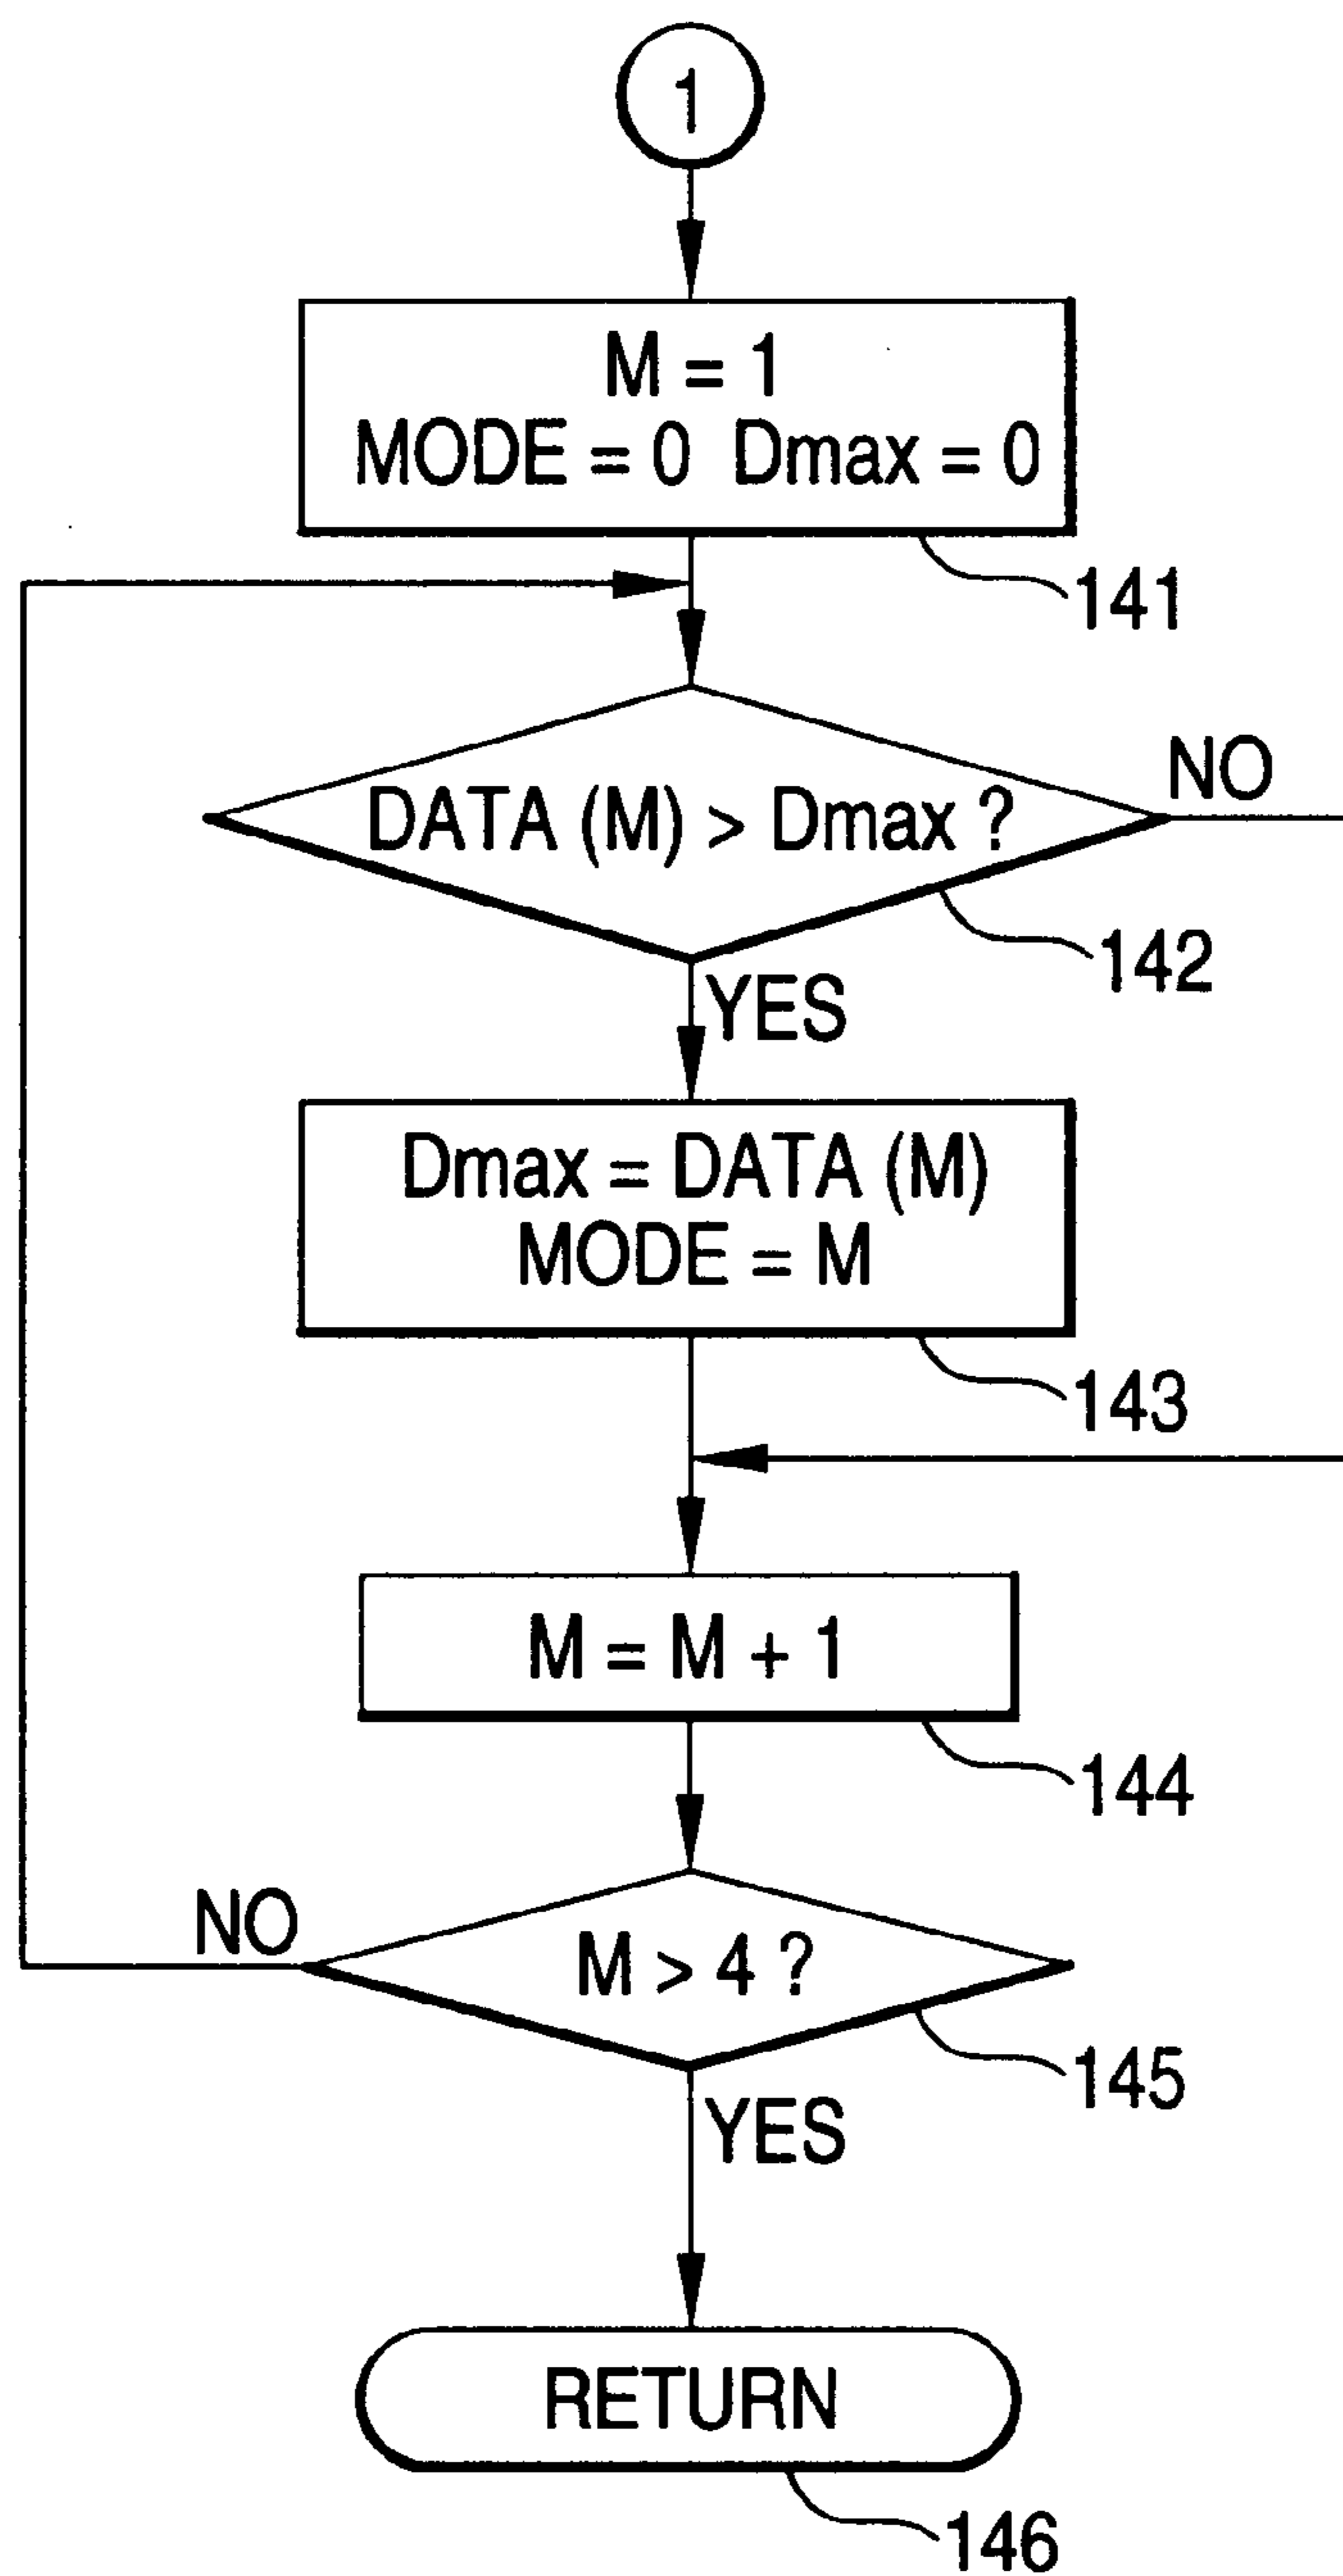 1
M = 1
MODE = 0 Dmax = 0
141
DATA (M) > Dmax ?
NO
142
YES
Dmax = DATA (M)
MODE = M
143
M = M + 1
144
NO
M > 4 ?
145
YES
RETURN
146